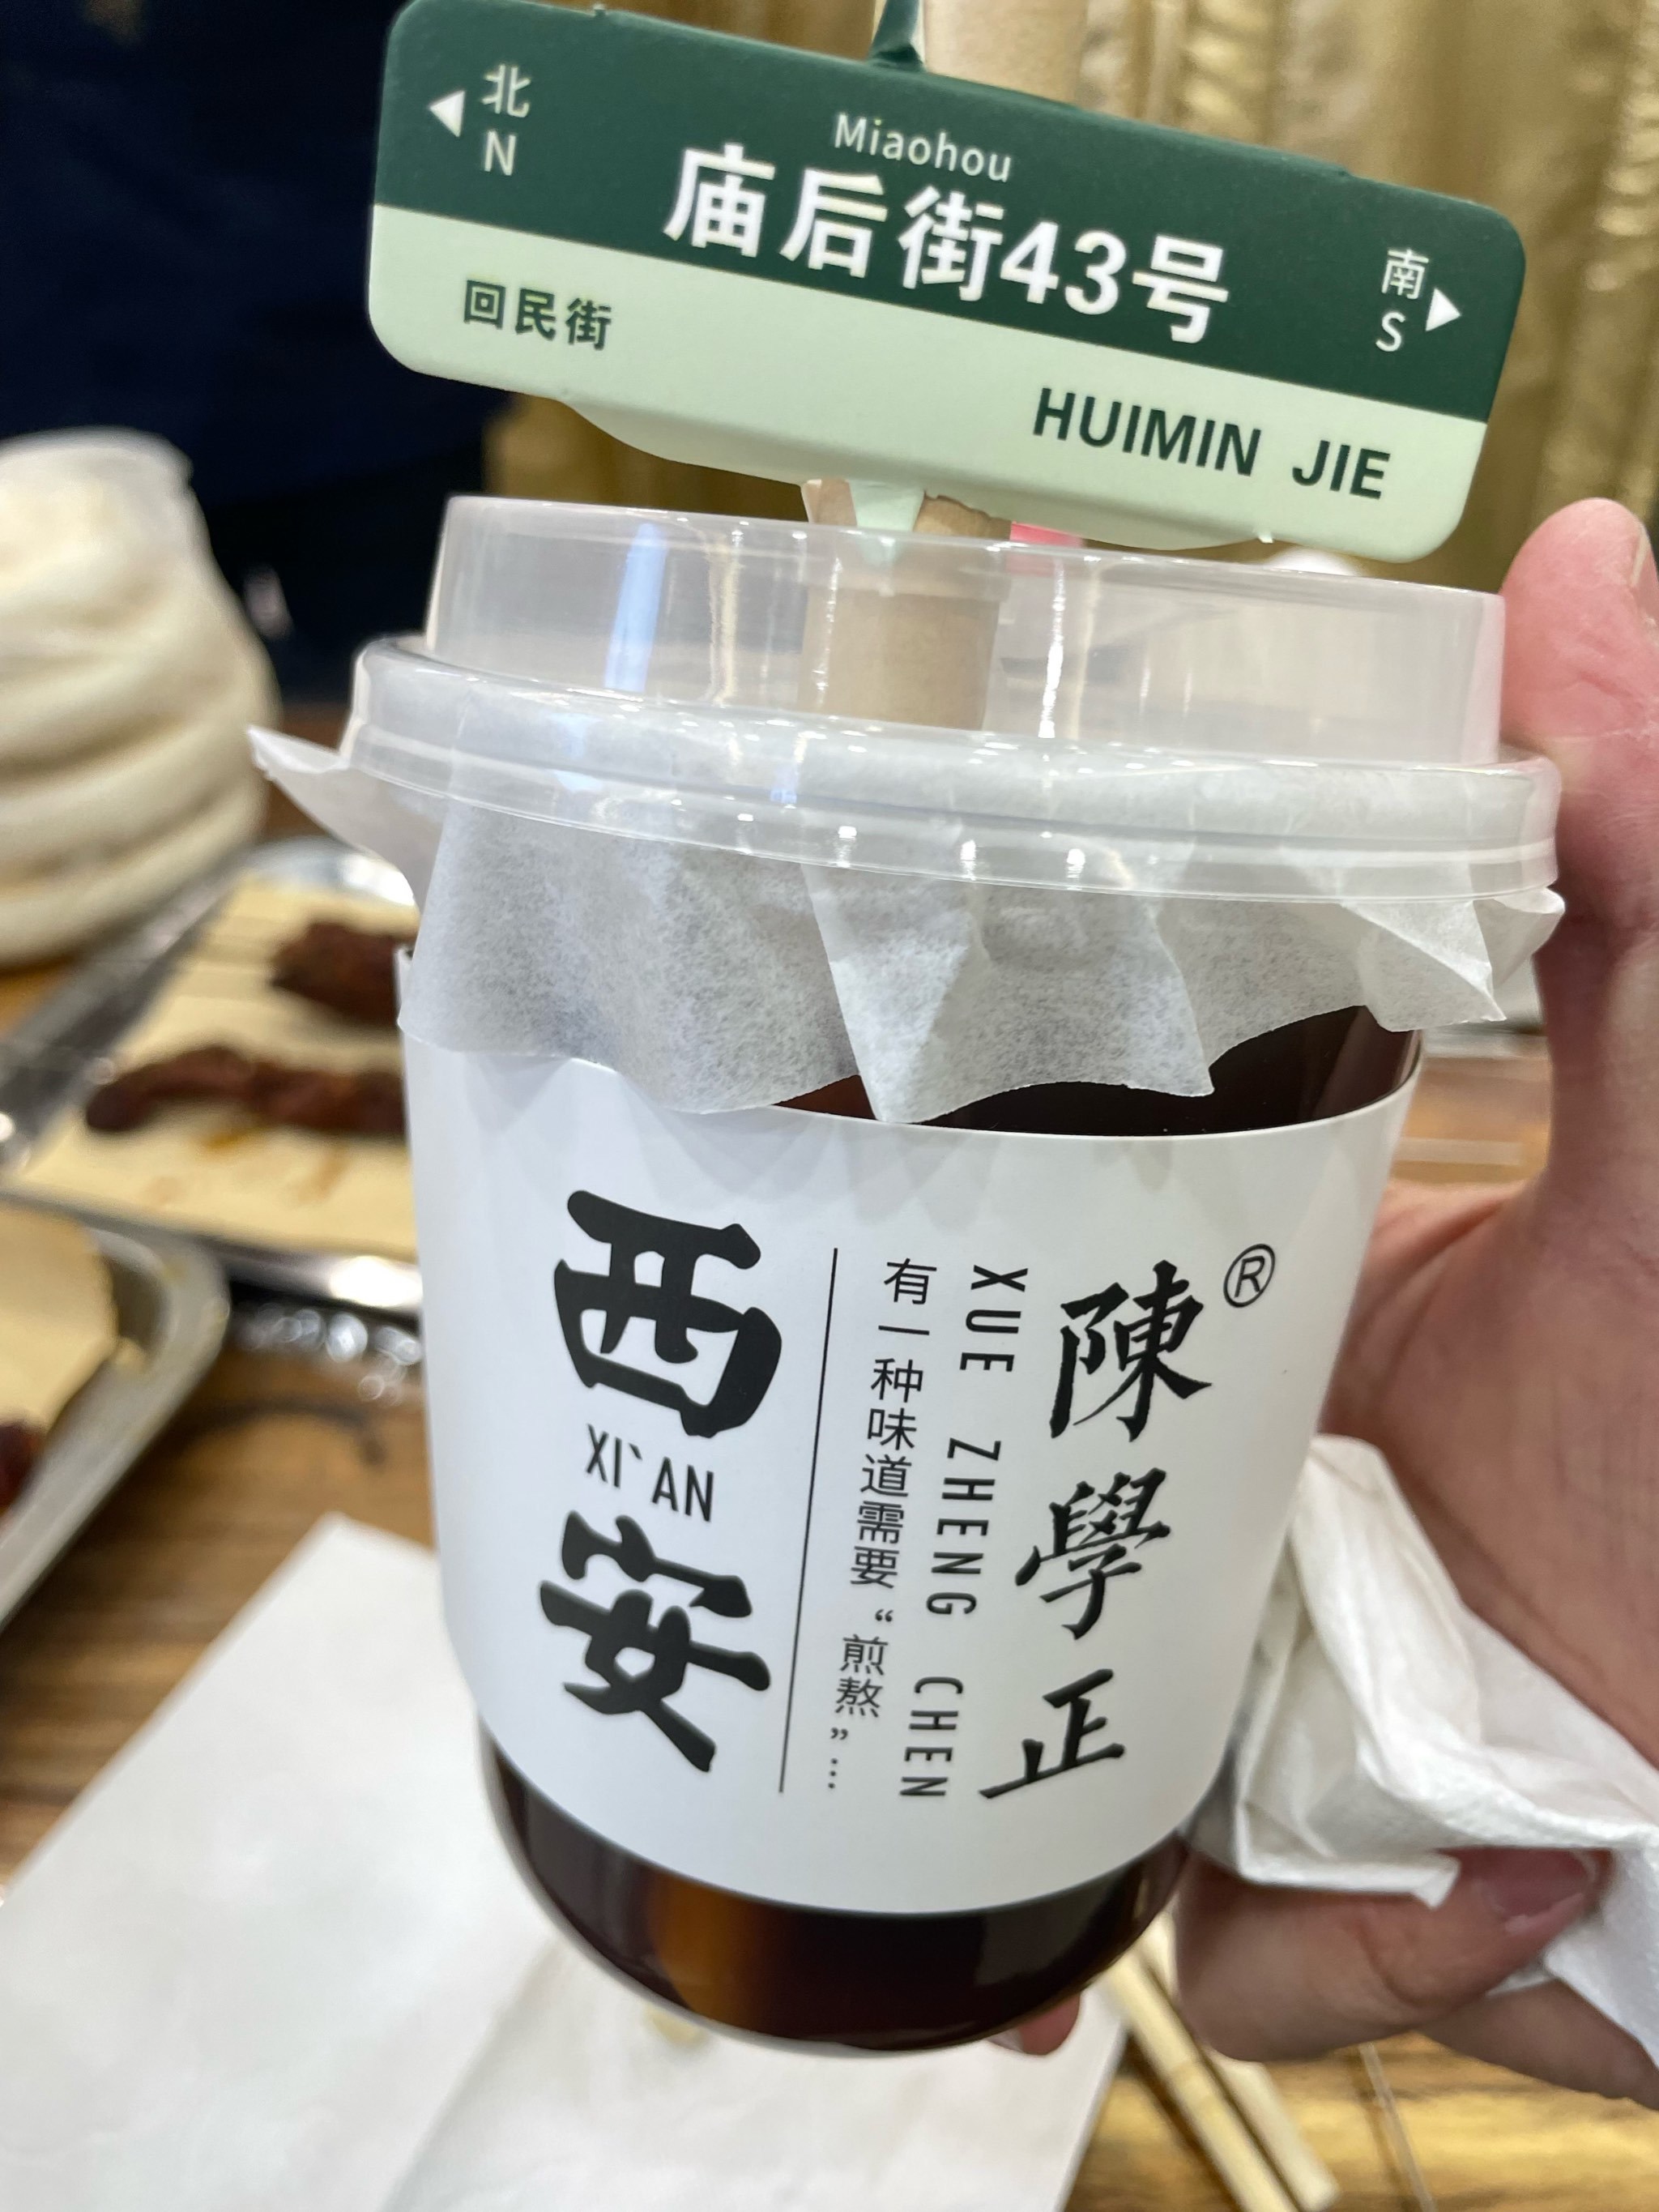 北
N
Miaohou
庙后街43号
南
S
回民街
HUIMIN JIE
®
陳學正
XUE ZHENG CHEN
有一种味道需要“煎熬”…
西
XI`AN
安